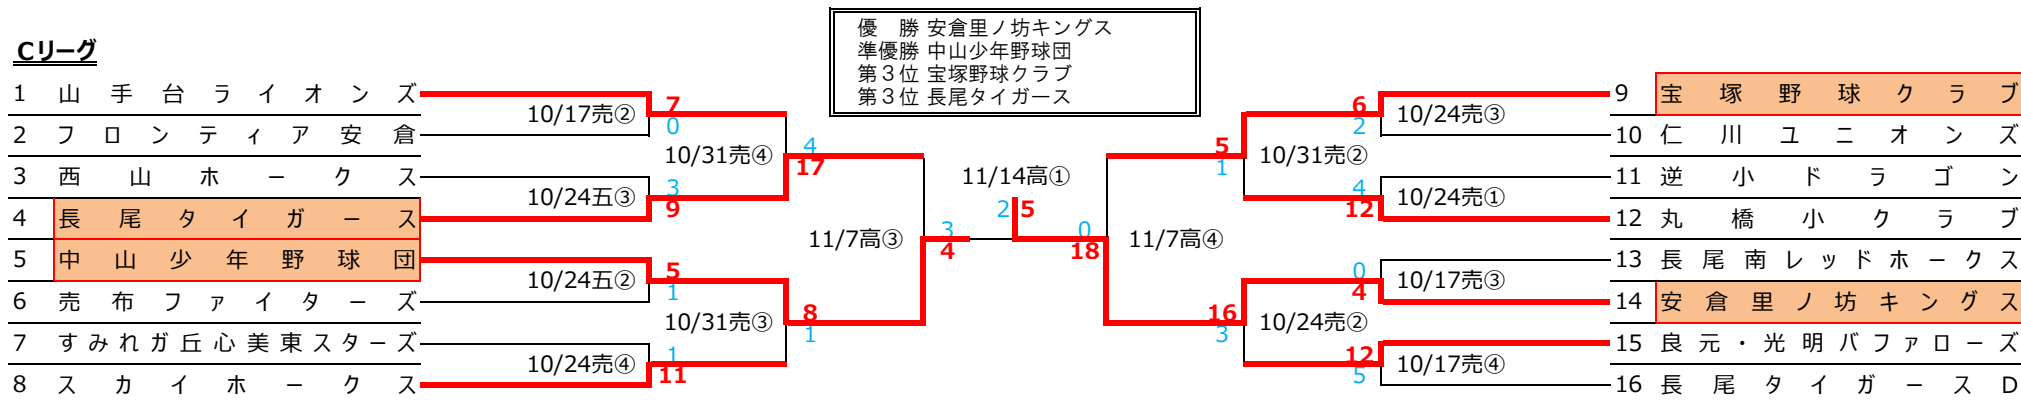 優　勝 安倉里ノ坊キングス
準優勝 中山少年野球団
第３位 宝塚野球クラブ
第３位 長尾タイガース
Cリーグ
1 山手台ライオンズ
2 フロンティア安倉
3 西山ホークス
4 長尾タイガース
5 中山少年野球団
6 売布ファイターズ
7 すみれガ丘心美東スターズ
8 スカイホークス
10/17売②
7
0
10/24五③
3
9
10/24五②
5
1
10/24売④
1
11
10/31売④
4
17
10/31売③
8
1
11/7高③
3
4
11/14高①
2 5
11/7高④
0
18
10/31売②
5
1
10/24売②
16
3
10/24売③
6
2
10/24売①
4
12
10/17売③
0
4
10/17売④
12
5
9 宝塚野球クラブ
10 仁川ユニオンズ
11 逆小ドラゴン
12 丸橋小クラブ
13 長尾南レッドホークス
14 安倉里ノ坊キングス
15 良元・光明バファローズ
16 長尾タイガースD